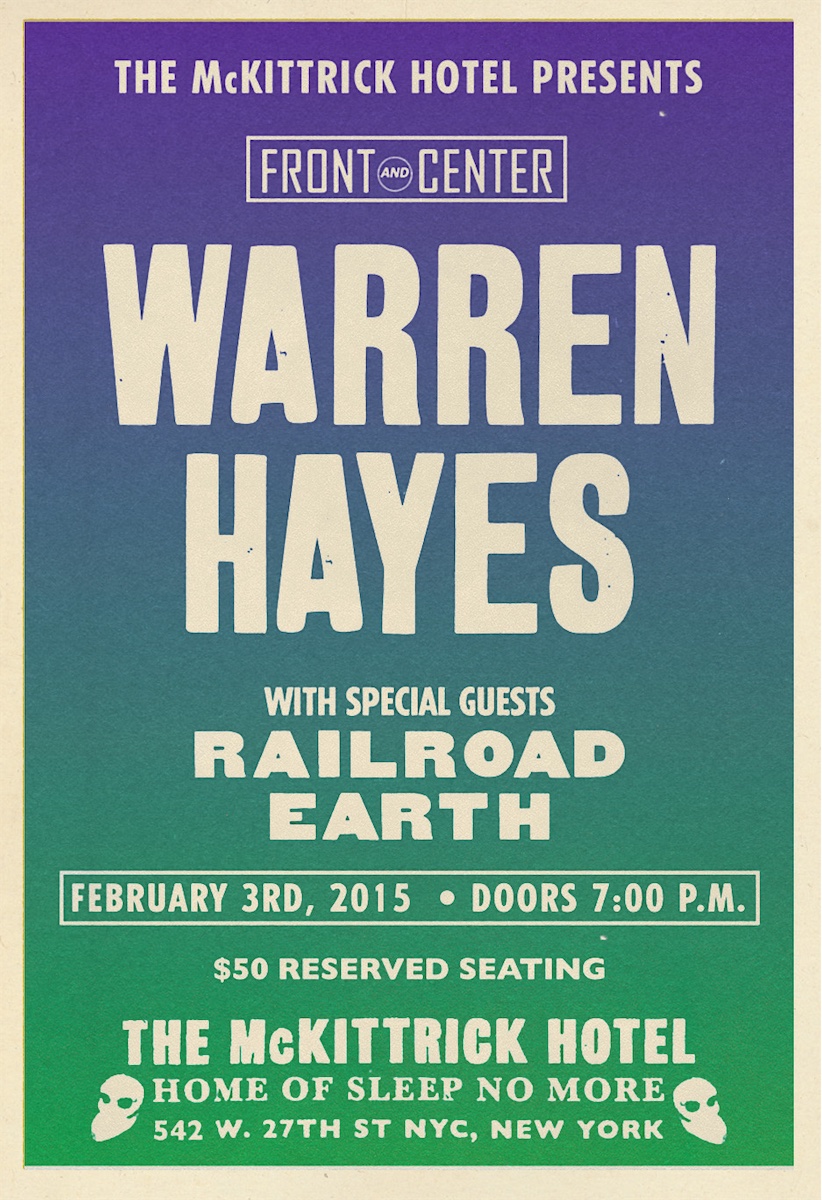 THE McKITTRICK HOTEL PRESENTS
FRONT AND CENTER
WARREN
HAYES
WITH SPECIAL GUESTS
RAILROAD
EARTH
FEBRUARY 3RD, 2015 • DOORS 7:00 P.M.
$50 RESERVED SEATING
THE McKITTRICK HOTEL
HOME OF SLEEP NO MORE
542 W. 27TH ST NYC, NEW YORK